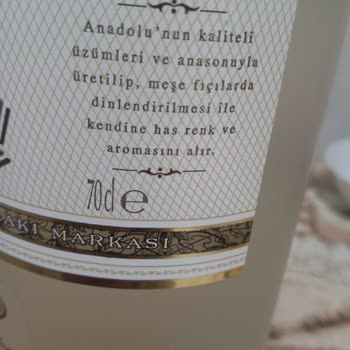 Anadolu'nun kaliteli
üzümleri ve anasonuyla
üretilip, meşe fıçılarda
dinlendirilmesi ile
kendine has renk ve
aromasını alır.
70cl e
RAKI MARKASI